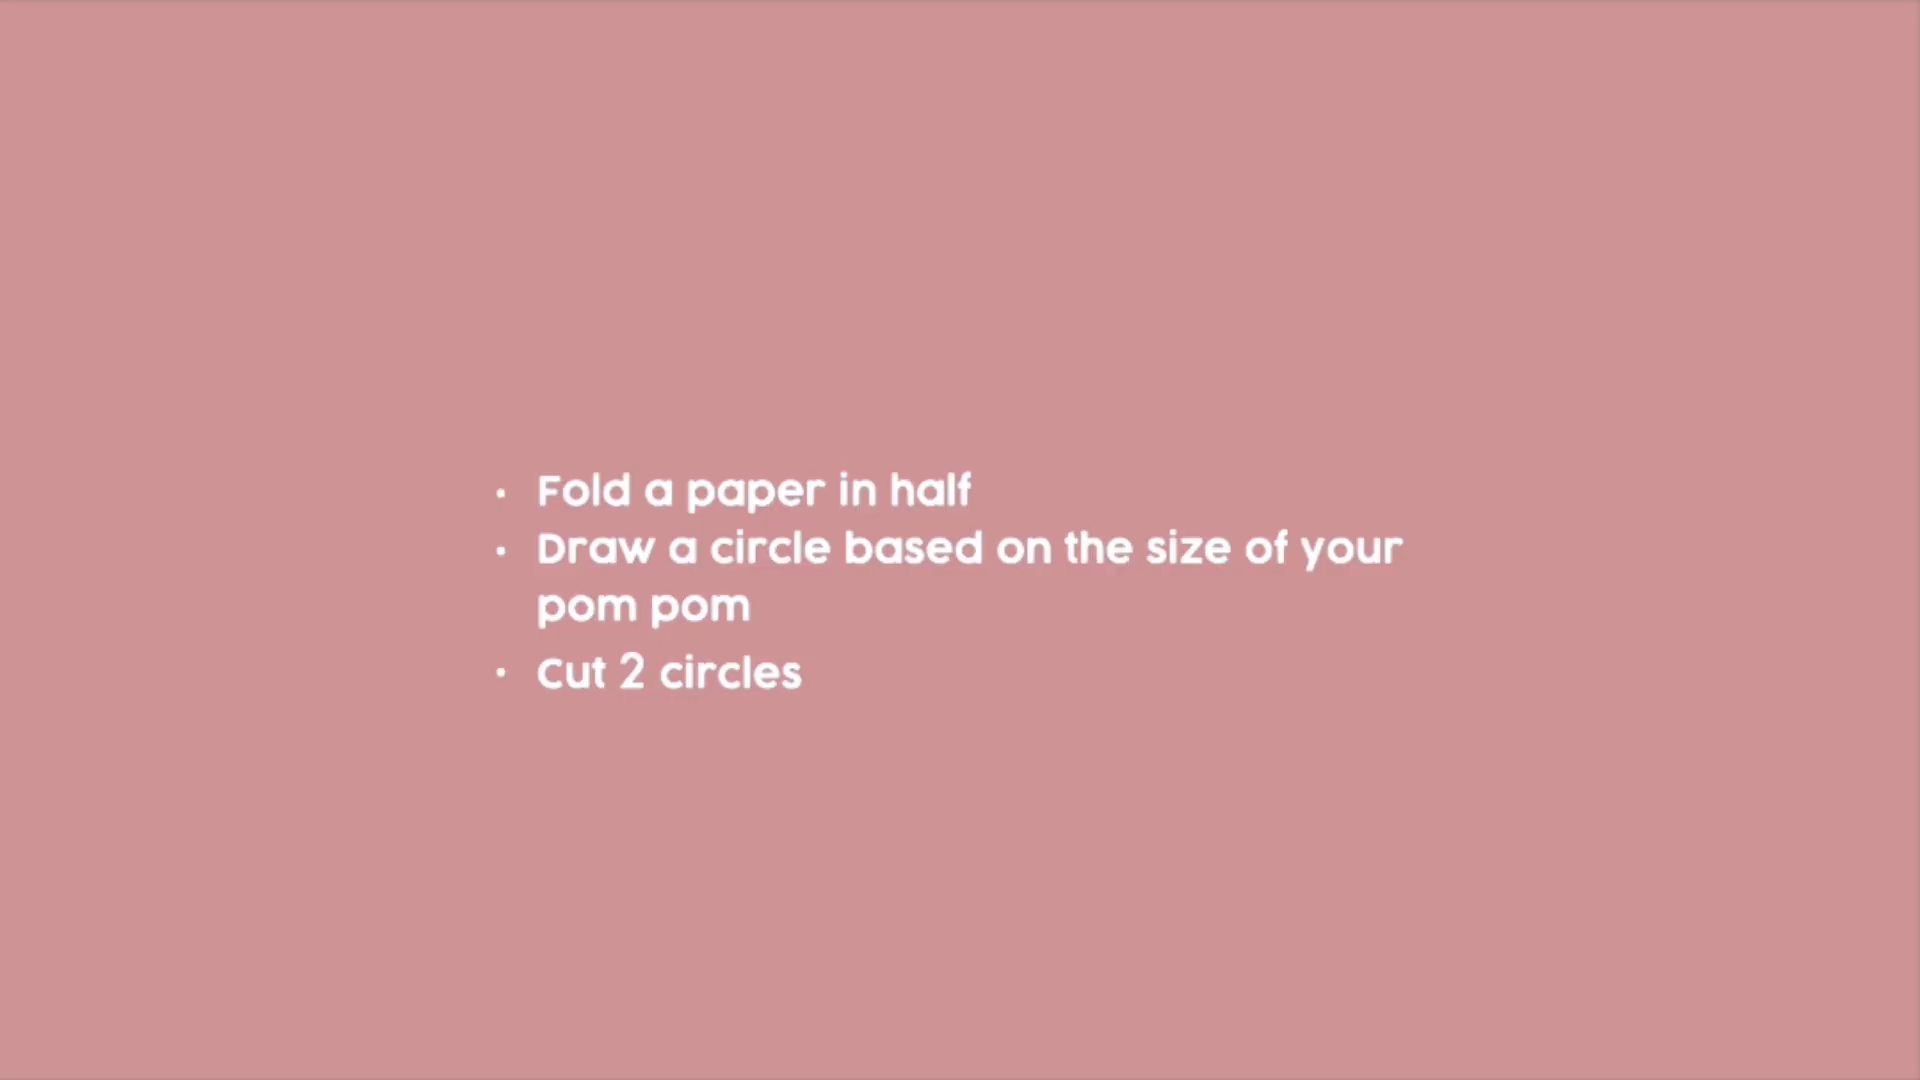 • Fold a paper in half
• Draw a circle based on the size of your
pom pom
• Cut 2 circles